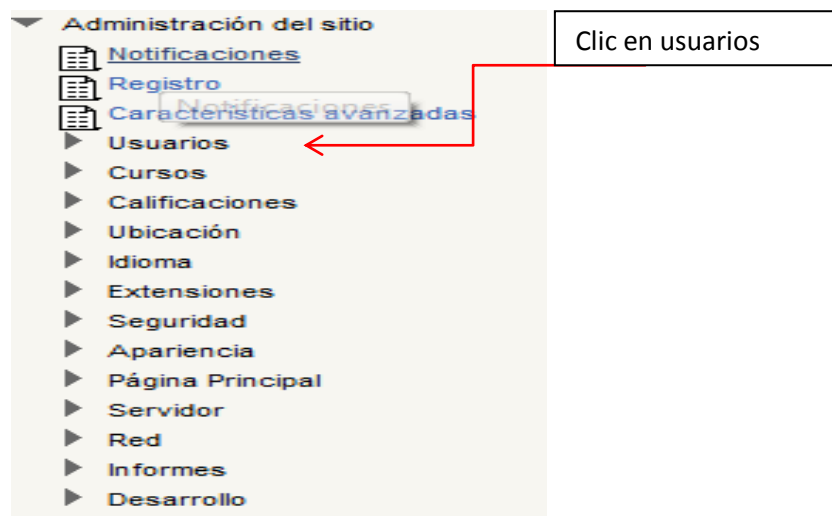 Administración del sitio
Clic en usuarios
Notificaciones
Registro
Notificaciones
Características avanzadas
Usuarios
Cursos
Calificaciones
Ubicación
Idioma
Extensiones
Seguridad
Apariencia
Página Principal
Servidor
Red
Informes
Desarrollo